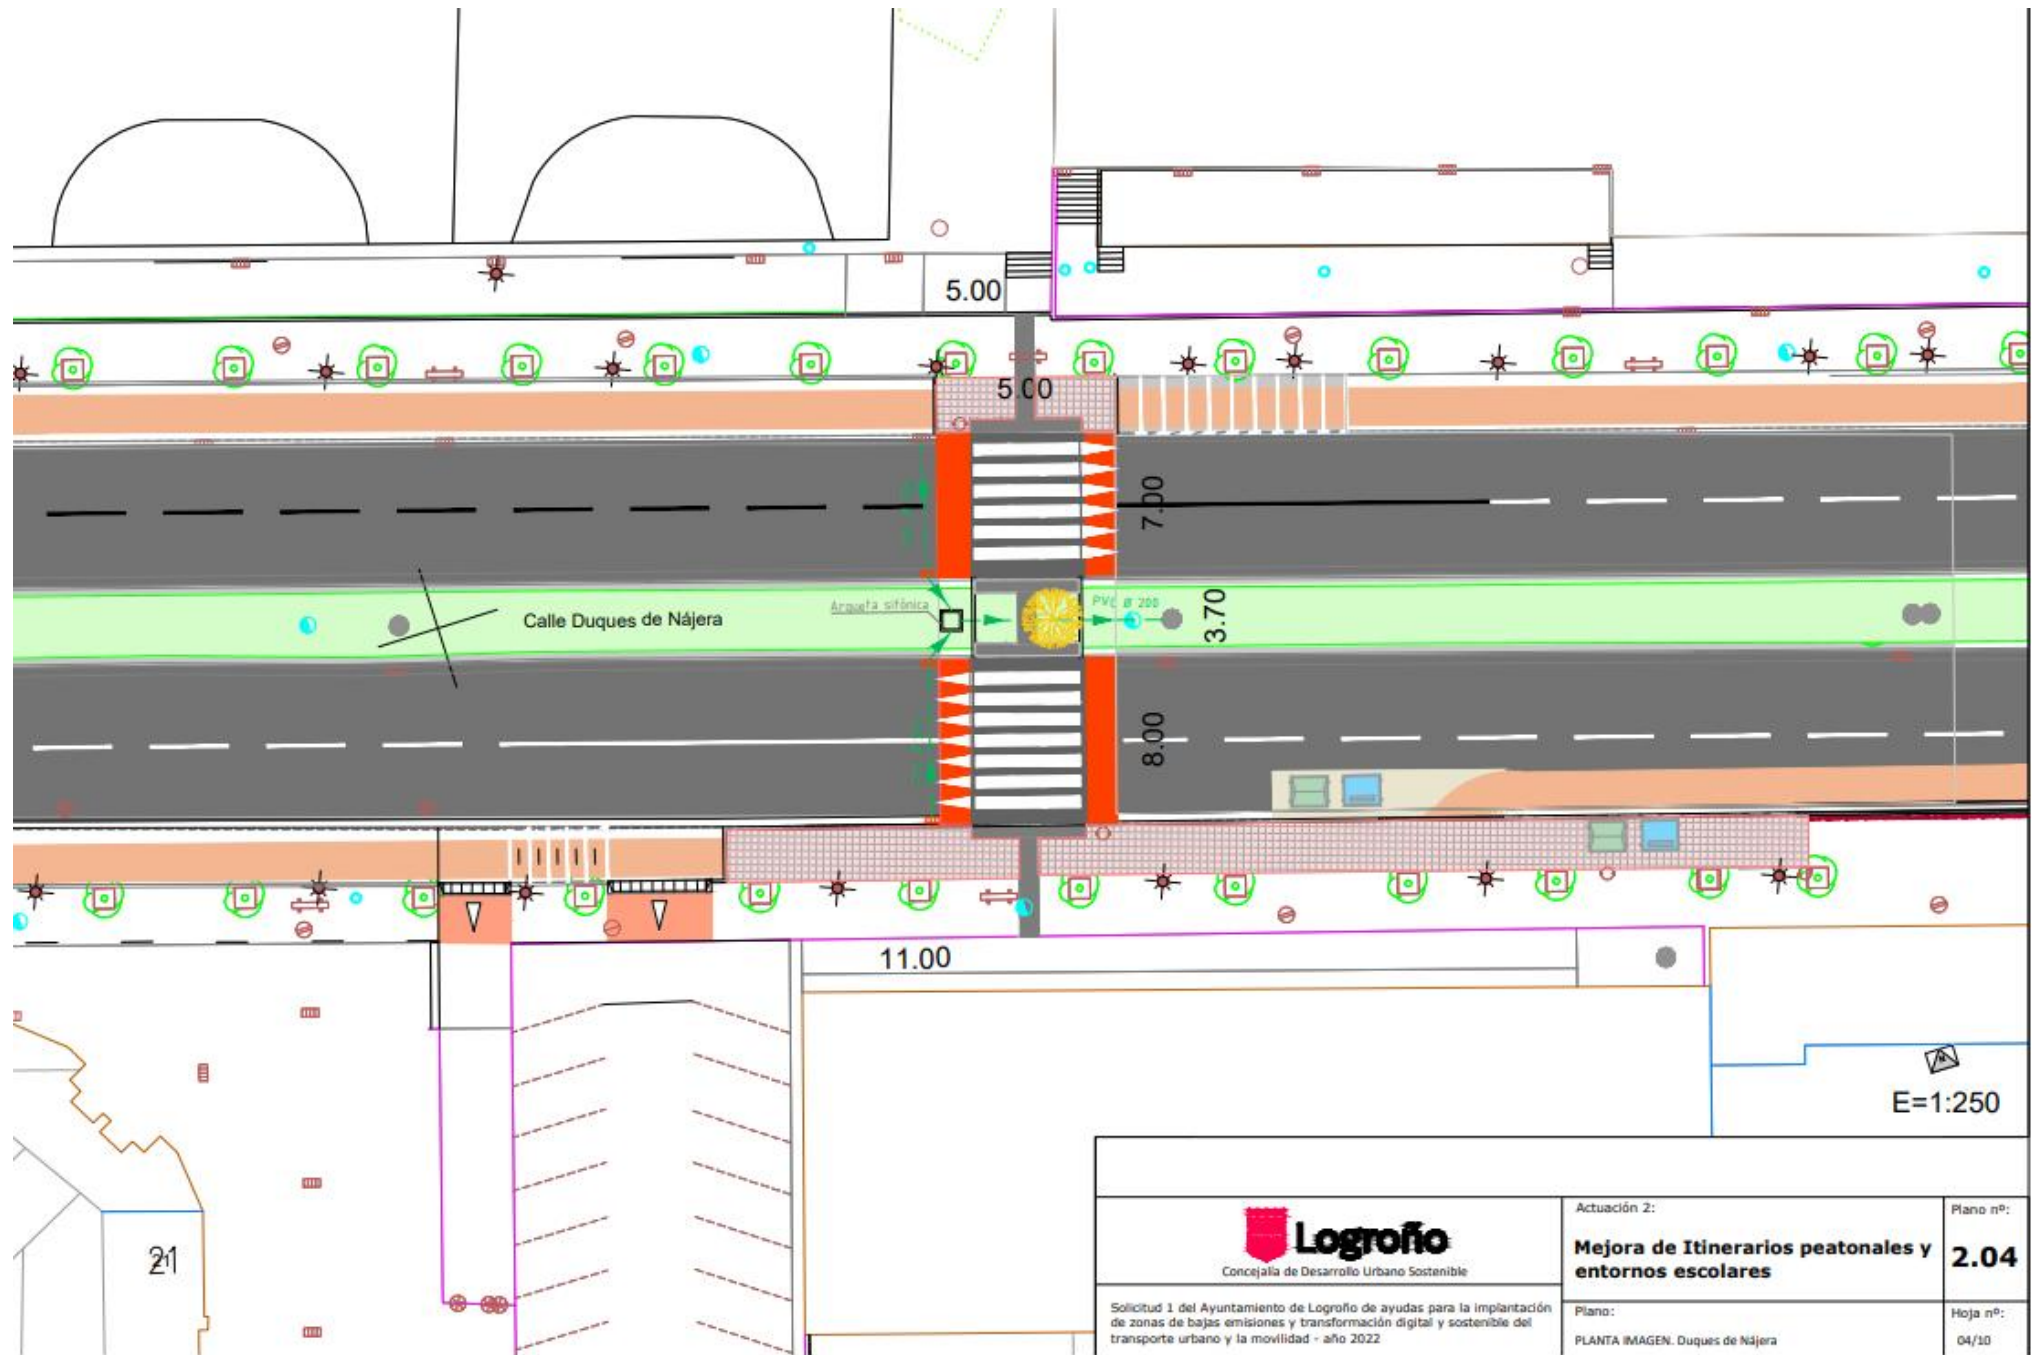 5.00
5.00
7.00
Arqueta sifónica
PVC Ø 200
Calle Duques de Nájera
3.70
8.00
11.00
E=1:250
21
Logroño
Concejalía de Desarrollo Urbano Sostenible
Solicitud 1 del Ayuntamiento de Logroño de ayudas para la implantación
de zonas de bajas emisiones y transformación digital y sostenible del
transporte urbano y la movilidad - año 2022
Actuación 2:
Mejora de Itinerarios peatonales y
entornos escolares
Plano:
PLANTA IMAGEN. Duques de Nájera
Plano nº:
2.04
Hoja nº:
04/10